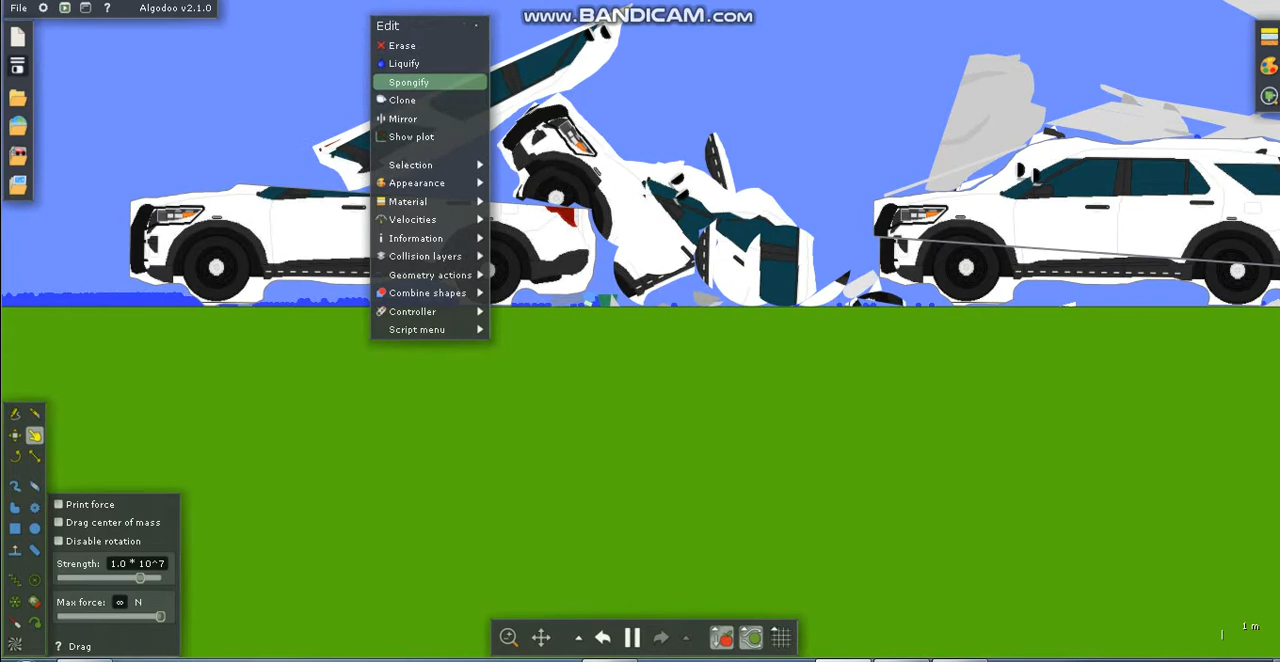 File ? Algodoo v2.1.0
www.BANDICAM.com
Edit
Erase
Liquify
Spongify
Clone
Mirror
Show plot
Selection
Appearance
Material
Velocities
Information
Collision layers
Geometry actions
Combine shapes
Controller
Script menu
Print force
Drag center of mass
Disable rotation
Strength: 1.0 * 10^7
Max force: ∞ N
? Drag
1 m